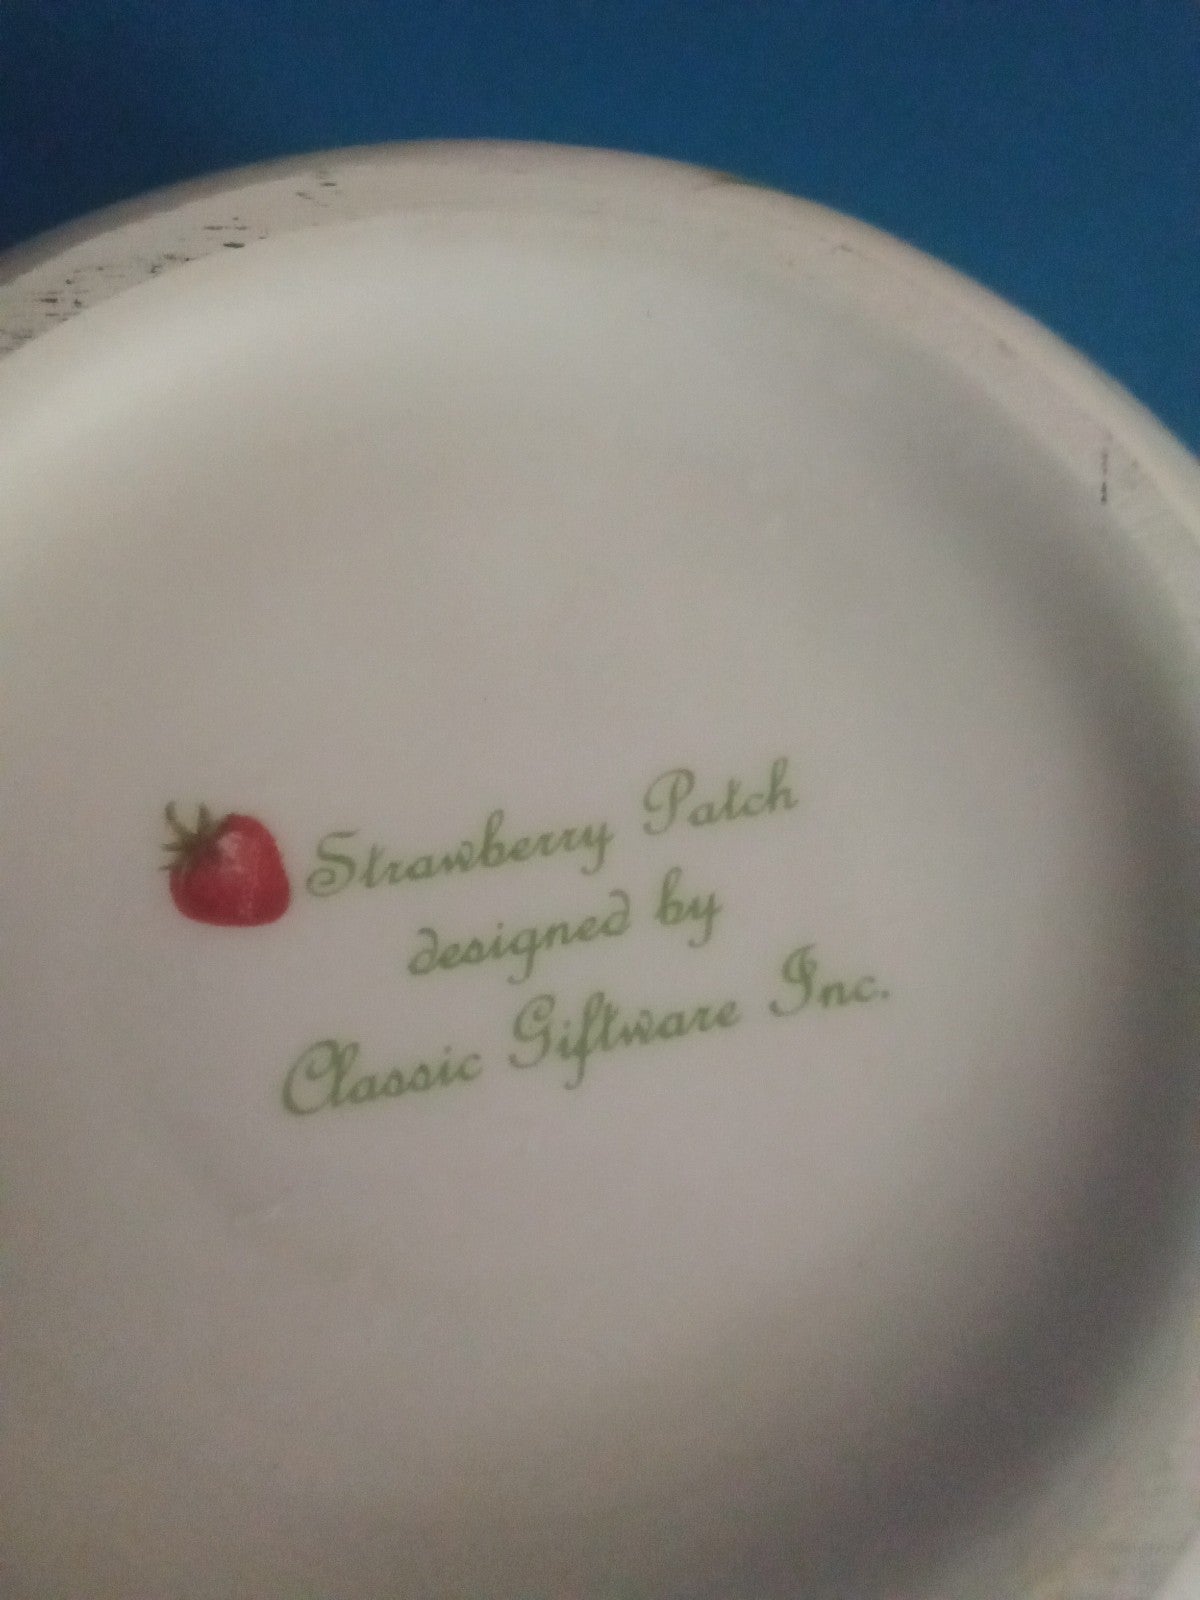 Strawberry Patch
designed by
Classic Giftware Inc.